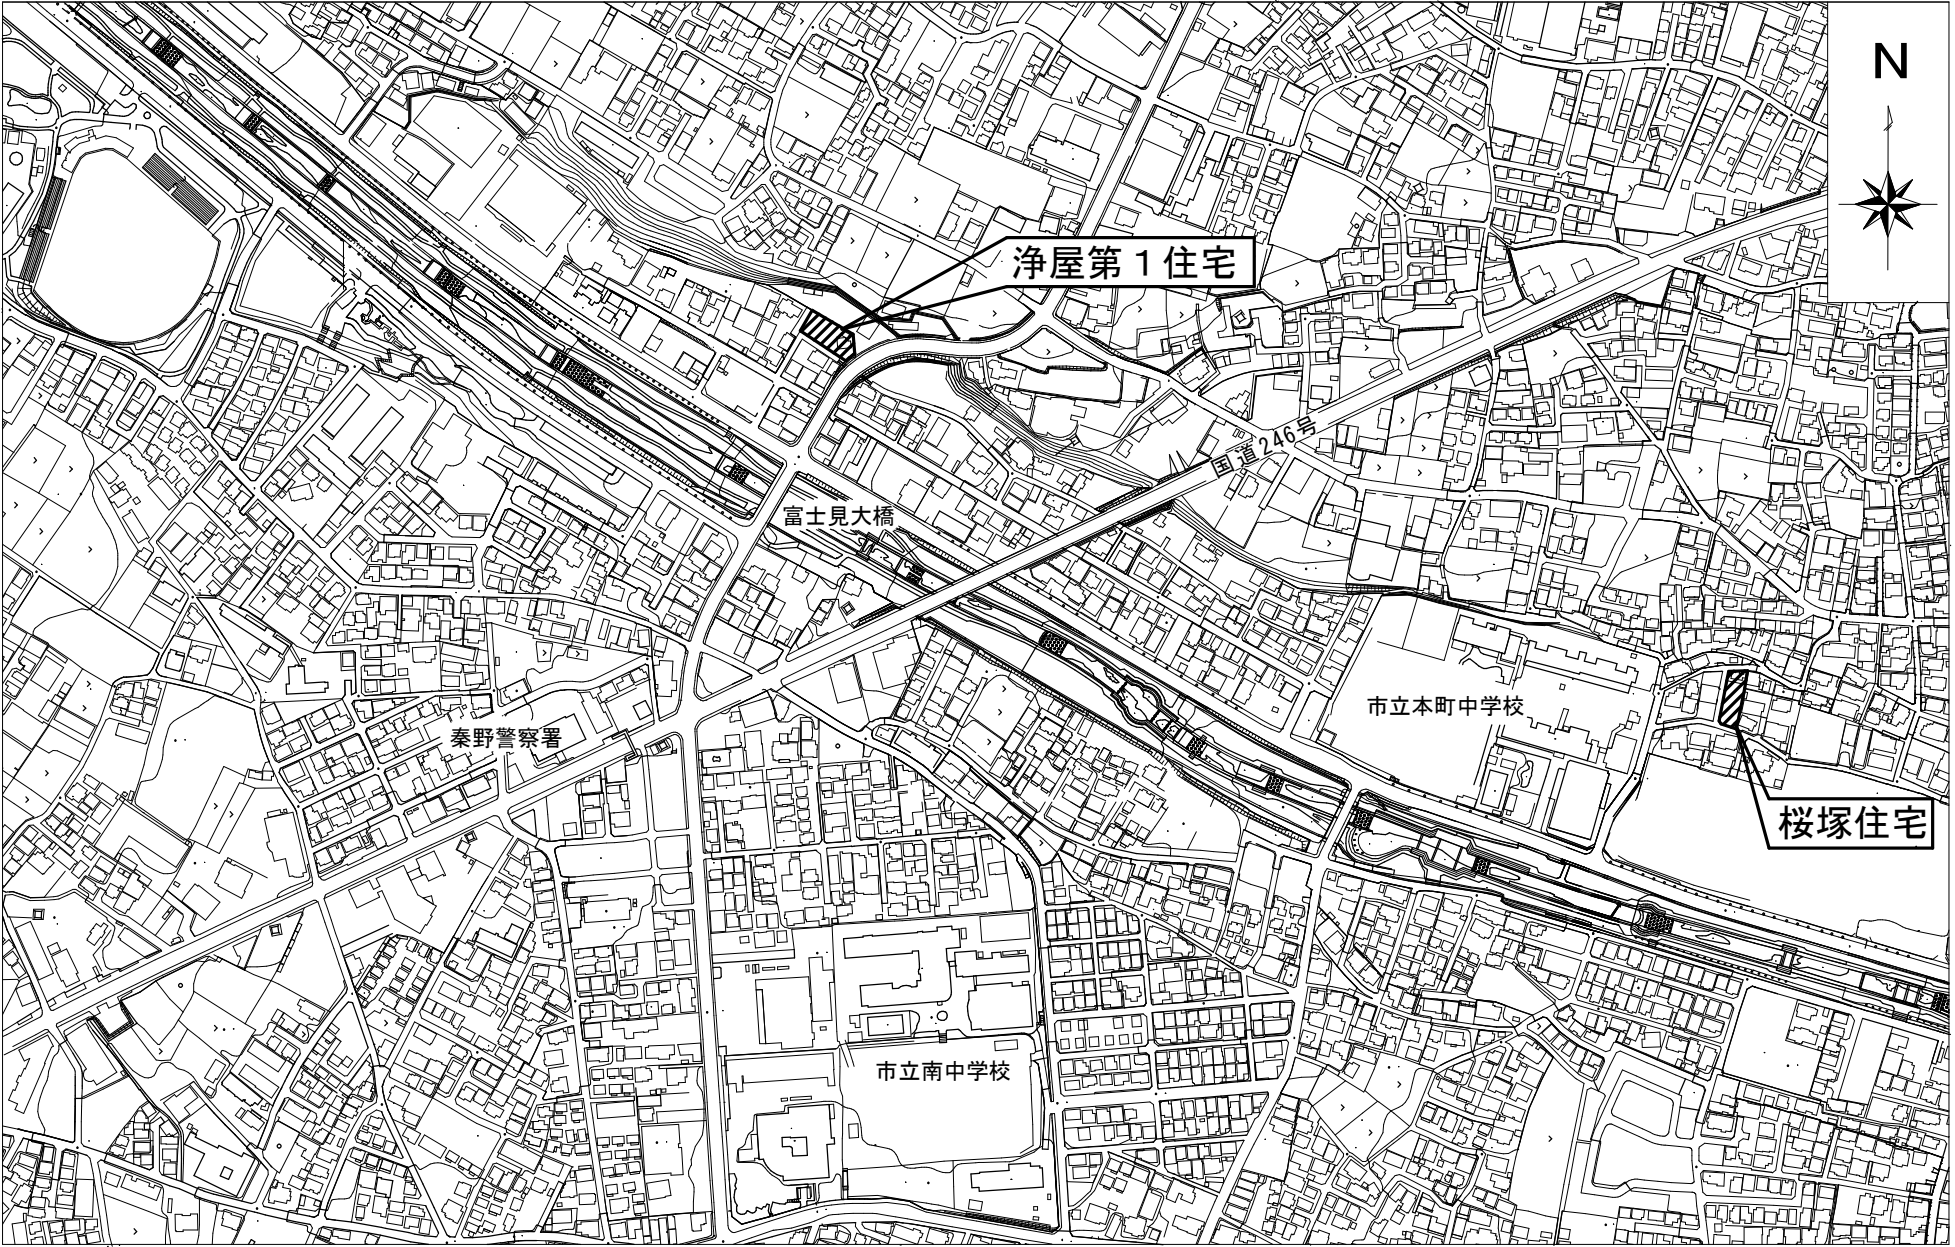 N
浄屋第１住宅
国道246号
富士見大橋
市立本町中学校
秦野警察署
桜塚住宅
市立南中学校